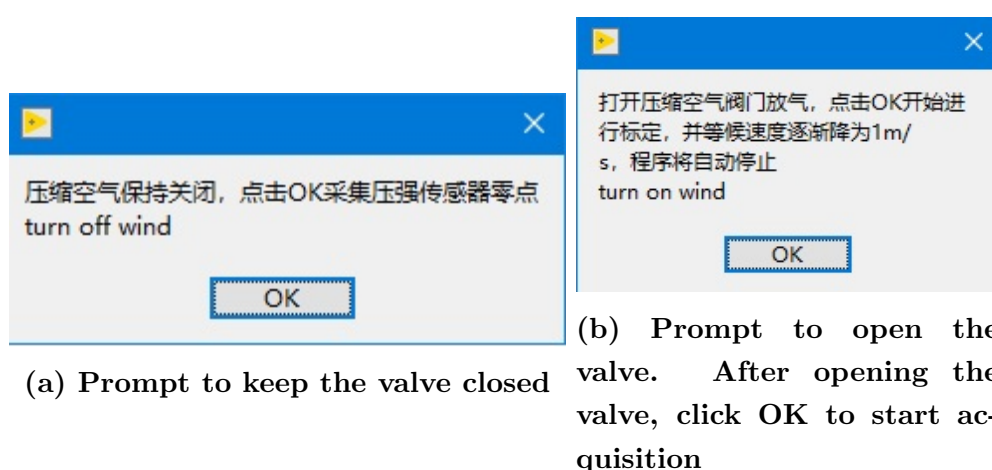 压缩空气保持关闭，点击OK采集压强传感器零点
turn off wind
OK
(a) Prompt to keep the valve closed
打开压缩空气阀门放气，点击OK开始进
行标定，并等候速度逐渐降为1m/
s，程序将自动停止
turn on wind
OK
(b) Prompt to open the
valve. After opening the
valve, click OK to start ac-
quisition